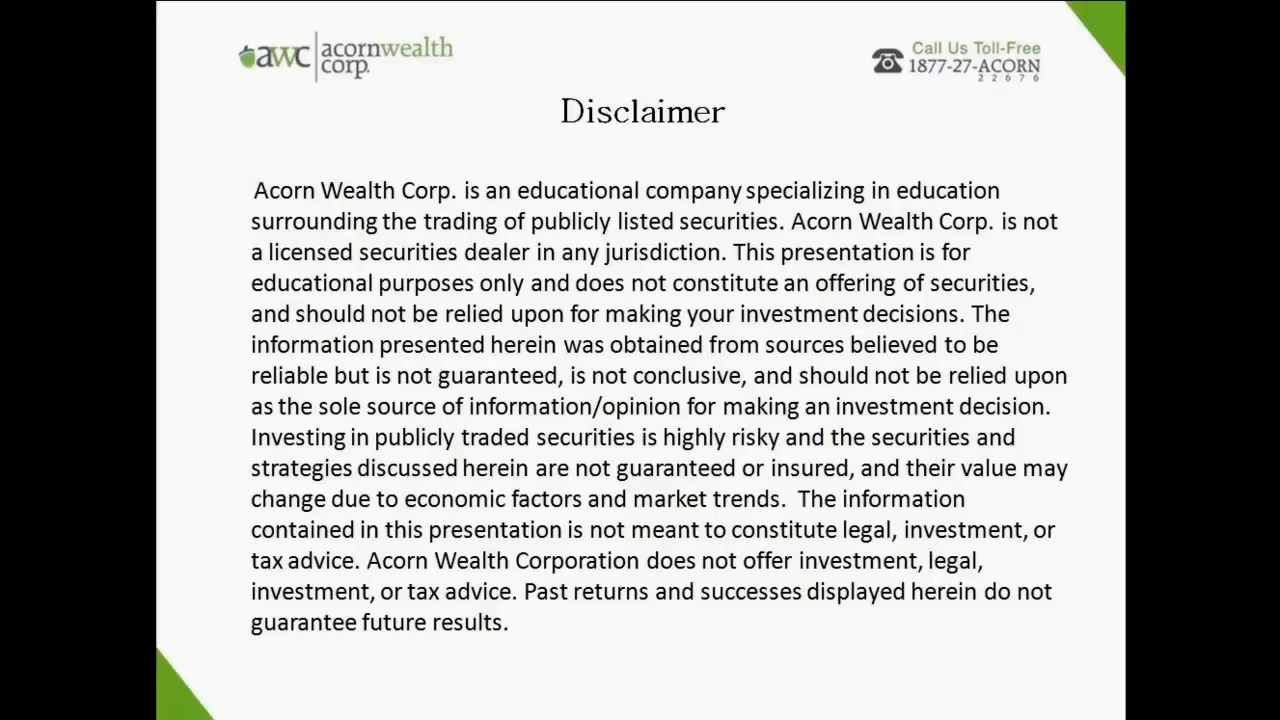 awc acornwealth
corp.
Call Us Toll-Free
1877-27-ACORN
22676
Disclaimer
Acorn Wealth Corp. is an educational company specializing in education
surrounding the trading of publicly listed securities. Acorn Wealth Corp. is not
a licensed securities dealer in any jurisdiction. This presentation is for
educational purposes only and does not constitute an offering of securities,
and should not be relied upon for making your investment decisions. The
information presented herein was obtained from sources believed to be
reliable but is not guaranteed, is not conclusive, and should not be relied upon
as the sole source of information/opinion for making an investment decision.
Investing in publicly traded securities is highly risky and the securities and
strategies discussed herein are not guaranteed or insured, and their value may
change due to economic factors and market trends.  The information
contained in this presentation is not meant to constitute legal, investment, or
tax advice. Acorn Wealth Corporation does not offer investment, legal,
investment, or tax advice. Past returns and successes displayed herein do not
guarantee future results.